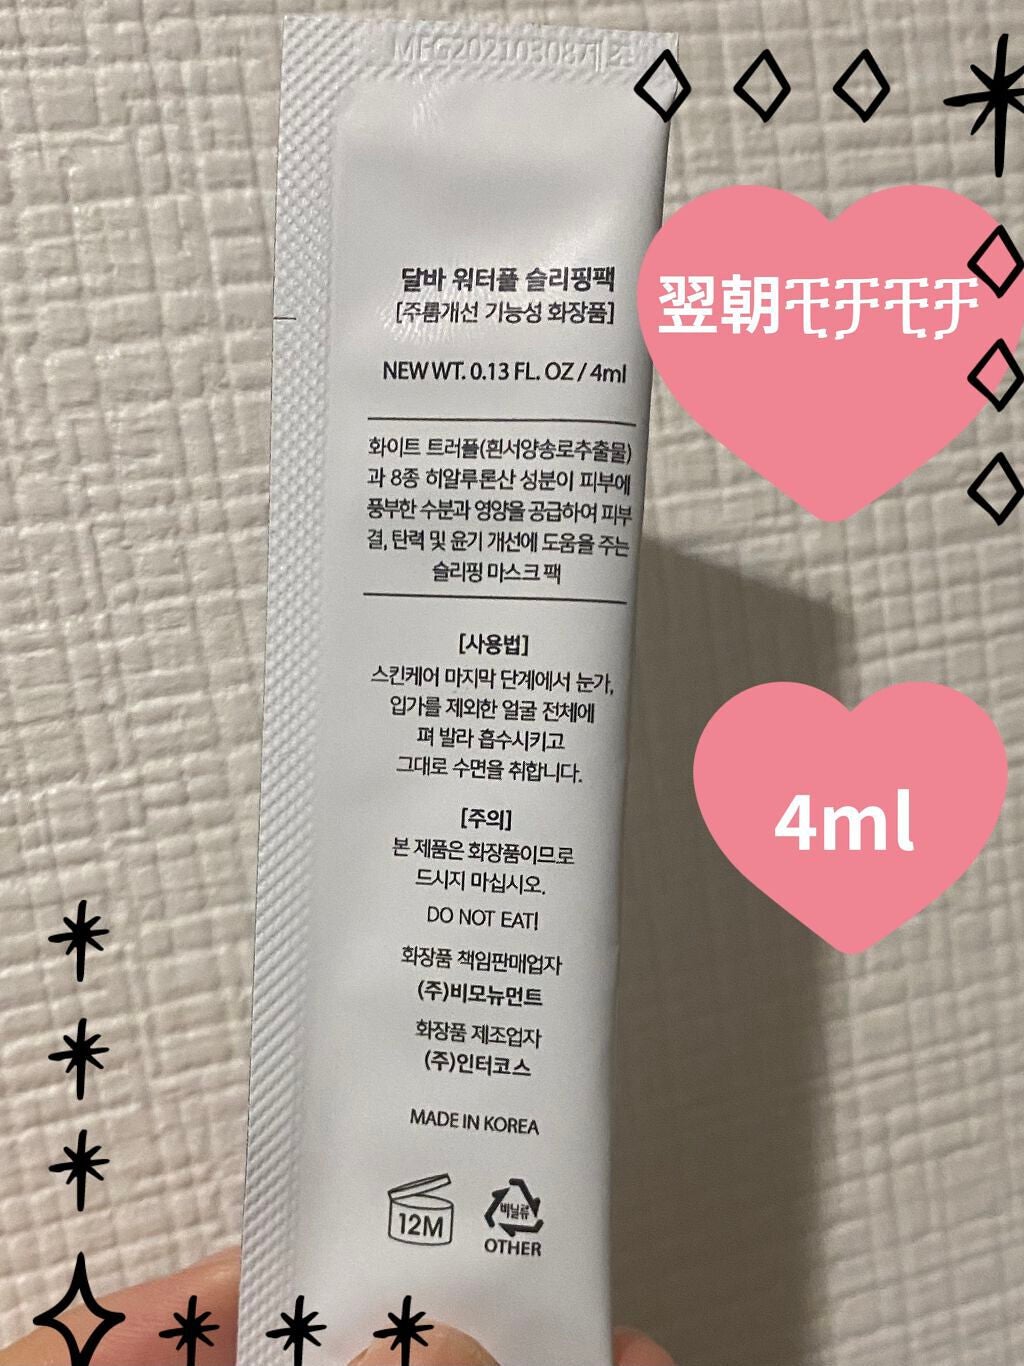 MFG20210308제조
달바 워터풀 슬리핑팩
[주름개선 기능성 화장품]
NEW WT. 0.13 FL. OZ / 4ml
화이트 트러플(흰서양송로추출물)
과 8종 히알루론산 성분이 피부에
풍부한 수분과 영양을 공급하여 피부
결, 탄력 및 윤기 개선에 도움을 주는
슬리핑 마스크 팩
[사용법]
스킨케어 마지막 단계에서 눈가,
입가를 제외한 얼굴 전체에
펴 발라 흡수시키고
그대로 수면을 취합니다.
[주의]
본 제품은 화장품이므로
드시지 마십시오.
DO NOT EAT!
화장품 책임판매업자
(주)비모뉴먼트
화장품 제조업자
(주)인터코스
MADE IN KOREA
12M
비닐류
OTHER
翌朝モチモチ
4ml